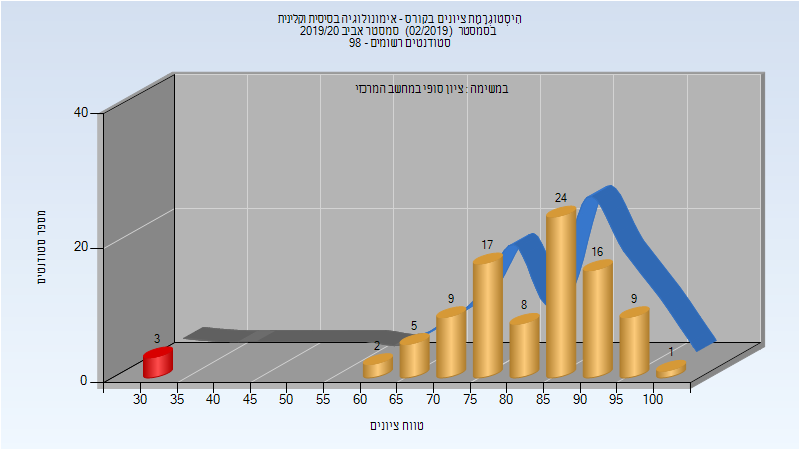 הִיסטוֹגרַמַת ציונים בקורס - אימונולוגיה בסיסית וקלינית
בסמסטר (02/2019) סמסטר אביב 2019/20
סטודנטים רשומים - 98
במשימה : ציון סופי במחשב המרכזי
מספר סטודנטים
40
20
0
3
2
5
9
17
8
24
16
9
1
30 35 40 45 50 55 60 65 70 75 80 85 90 95 100
טווח ציונים